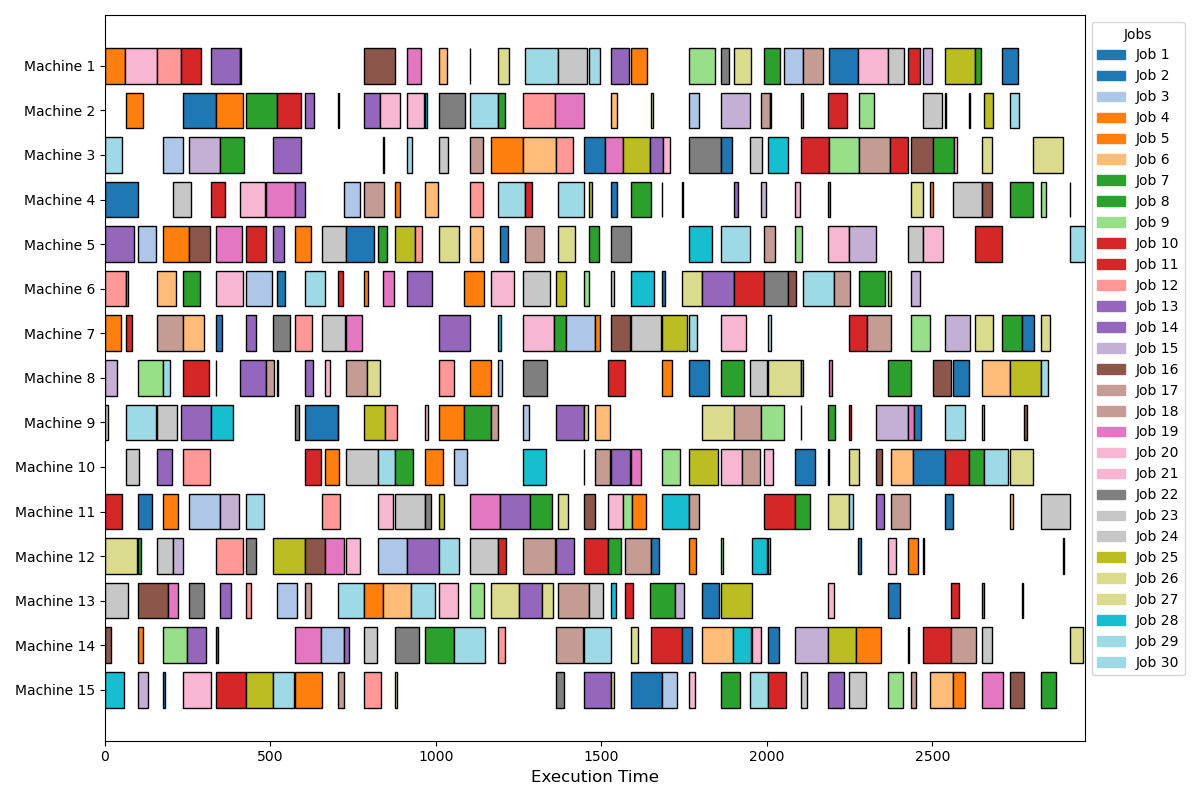 Machine 1
Machine 2
Machine 3
Machine 4
Machine 5
Machine 6
Machine 7
Machine 8
Machine 9
Machine 10
Machine 11
Machine 12
Machine 13
Machine 14
Machine 15
0 500 1000 1500 2000 2500
Execution Time
Jobs
Job 1
Job 2
Job 3
Job 4
Job 5
Job 6
Job 7
Job 8
Job 9
Job 10
Job 11
Job 12
Job 13
Job 14
Job 15
Job 16
Job 17
Job 18
Job 19
Job 20
Job 21
Job 22
Job 23
Job 24
Job 25
Job 26
Job 27
Job 28
Job 29
Job 30